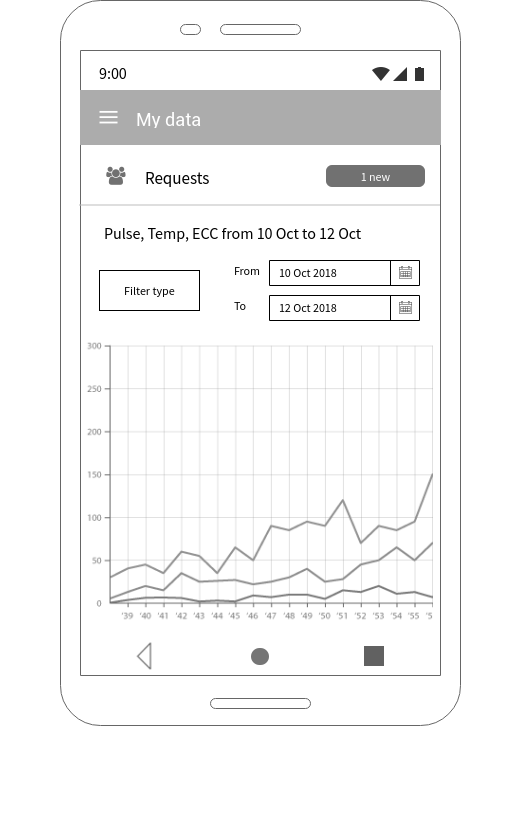 9:00
My data
Requests
1 new
Pulse, Temp, ECC from 10 Oct to 12 Oct
Filter type
From
10 Oct 2018
To
12 Oct 2018
300
250
200
150
100
50
0
'39 '40 '41 '42 '43 '44 '45 '46 '47 '48 '49 '50 '51 '52 '53 '54 '55 '5